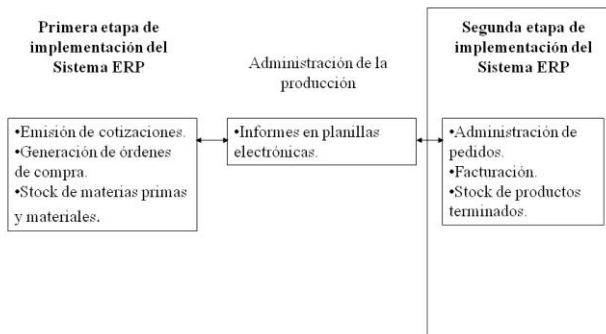 Primera etapa de
implementación del
Sistema ERP
•Emisión de cotizaciones.
•Generación de órdenes
de compra.
•Stock de materias primas
y materiales.
Administración de la
producción
•Informes en planillas
electrónicas.
Segunda etapa de
implementación del
Sistema ERP
•Administración de
pedidos.
•Facturación.
•Stock de productos
terminados.